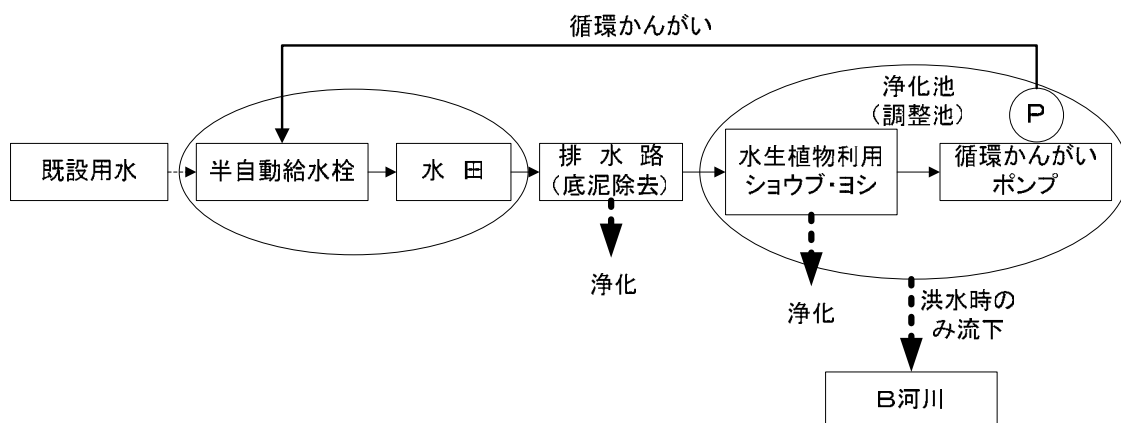 循環かんがい
浄化池
(調整池)
P
既設用水
半自動給水栓
水 田
排 水 路
(底泥除去)
水生植物利用
ショウブ・ヨシ
循環かんがい
ポンプ
浄化
浄化
洪水時の
み流下
B河川